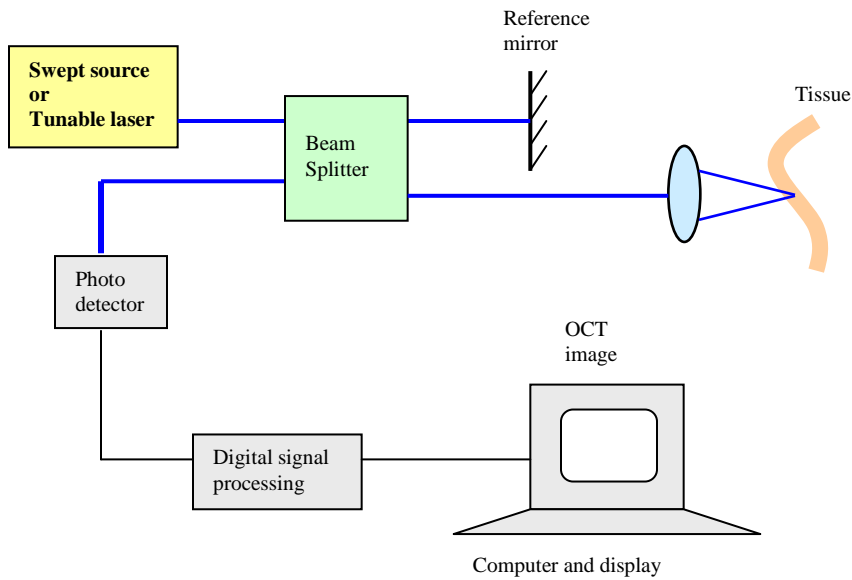 Reference
mirror
Swept source
or
Tunable laser
Tissue
Beam
Splitter
Photo
detector
OCT
image
Digital signal
processing
Computer and display